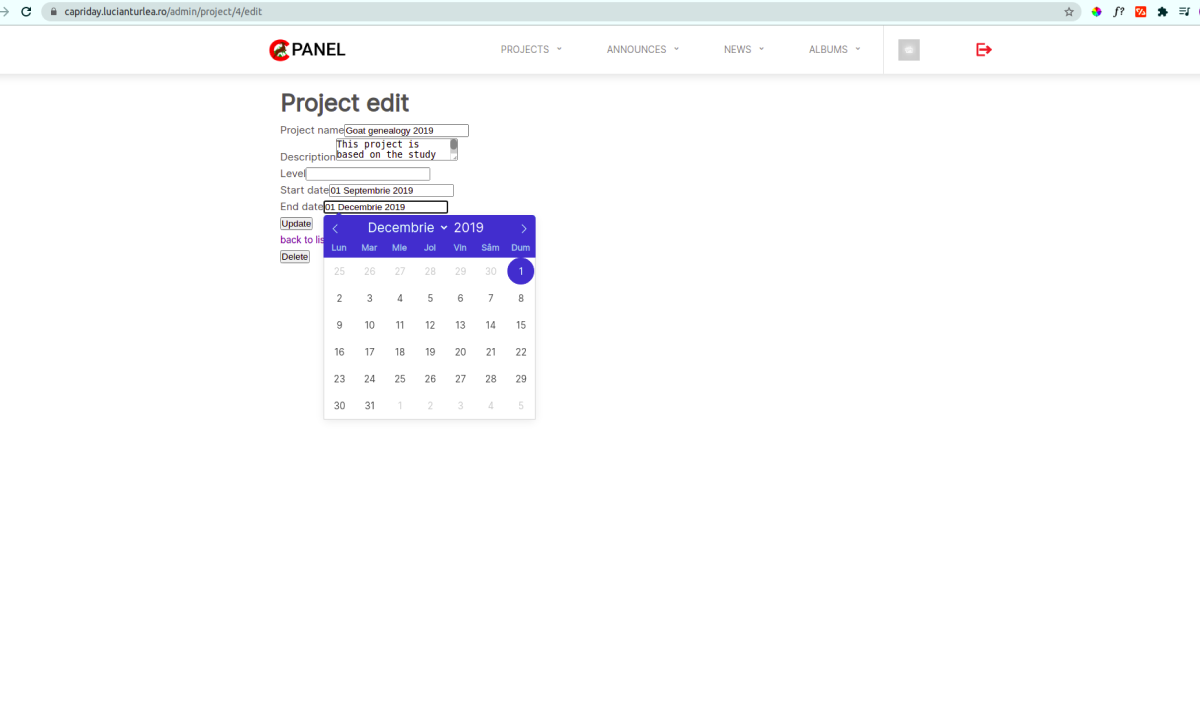 capriday.lucianturlea.ro/admin/project/4/edit
f?
PANEL
PROJECTS
ANNOUNCES
NEWS
ALBUMS
Project edit
Project name Goat genealogy 2019
Description This project is
based on the study
Level
Start date 01 Septembrie 2019
End date 01 Decembrie 2019
Update
back to lis
Delete
Decembrie 2019
Lun Mar Mie Joi Vin Sâm Dum
25 26 27 28 29 30 1
2 3 4 5 6 7 8
9 10 11 12 13 14 15
16 17 18 19 20 21 22
23 24 25 26 27 28 29
30 31 1 2 3 4 5